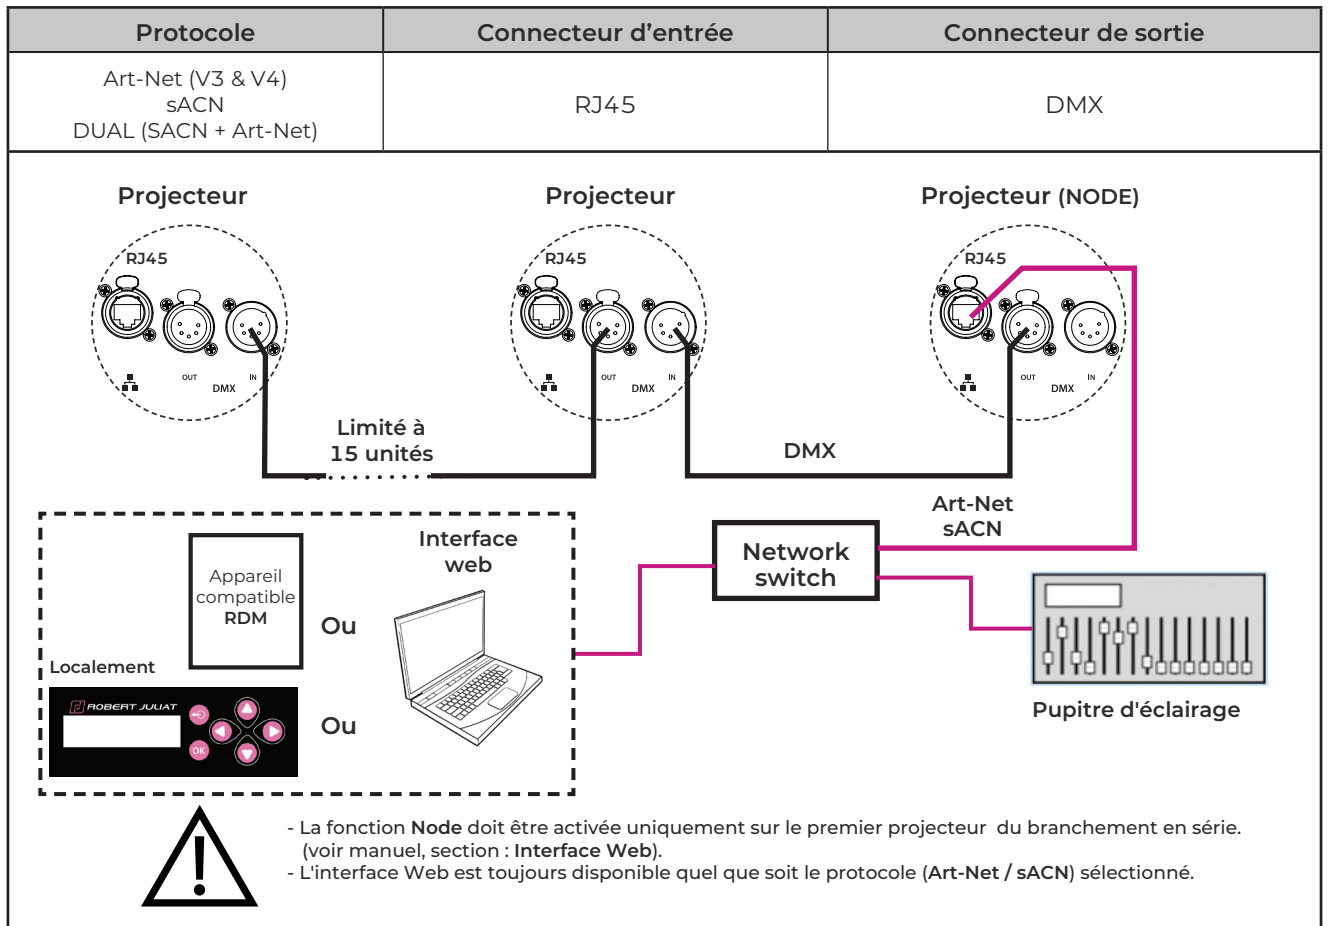 Protocole
Connecteur d'entrée
Connecteur de sortie
Art-Net (V3 & V4)
sACN
DUAL (SACN + Art-Net)
RJ45
DMX
Projecteur
Projecteur
Projecteur (NODE)
RJ45
RJ45
RJ45
OUT
DMX
IN
OUT
DMX
IN
OUT
DMX
IN
Limité à
15 unités
DMX
Art-Net
sACN
Network
switch
Interface
web
Appareil
compatible
RDM
Ou
Localement
ROBERT JULIAT
OK
Ou
Pupitre d'éclairage
- La fonction Node doit être activée uniquement sur le premier projecteur du branchement en série.
(voir manuel, section : Interface Web).
- L'interface Web est toujours disponible quel que soit le protocole (Art-Net / sACN) sélectionné.